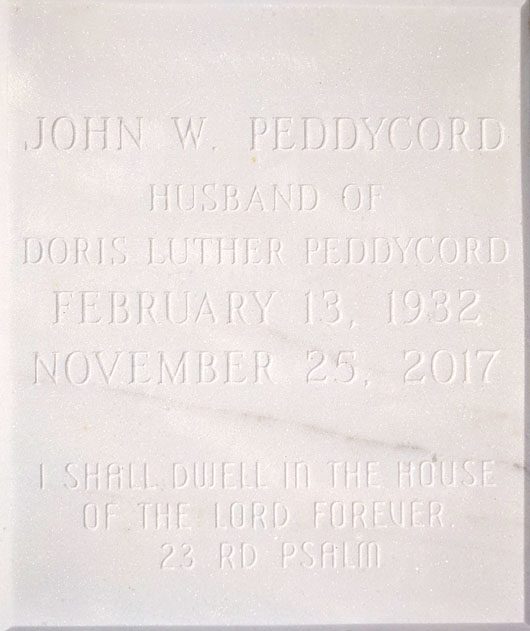 JOHN W. PEDDYCORD
HUSBAND OF
DORIS LUTHER PEDDYCORD
FEBRUARY 13, 1932
NOVEMBER 25, 2017
I SHALL DWELL IN THE HOUSE
OF THE LORD FOREVER
23 RD PSALM